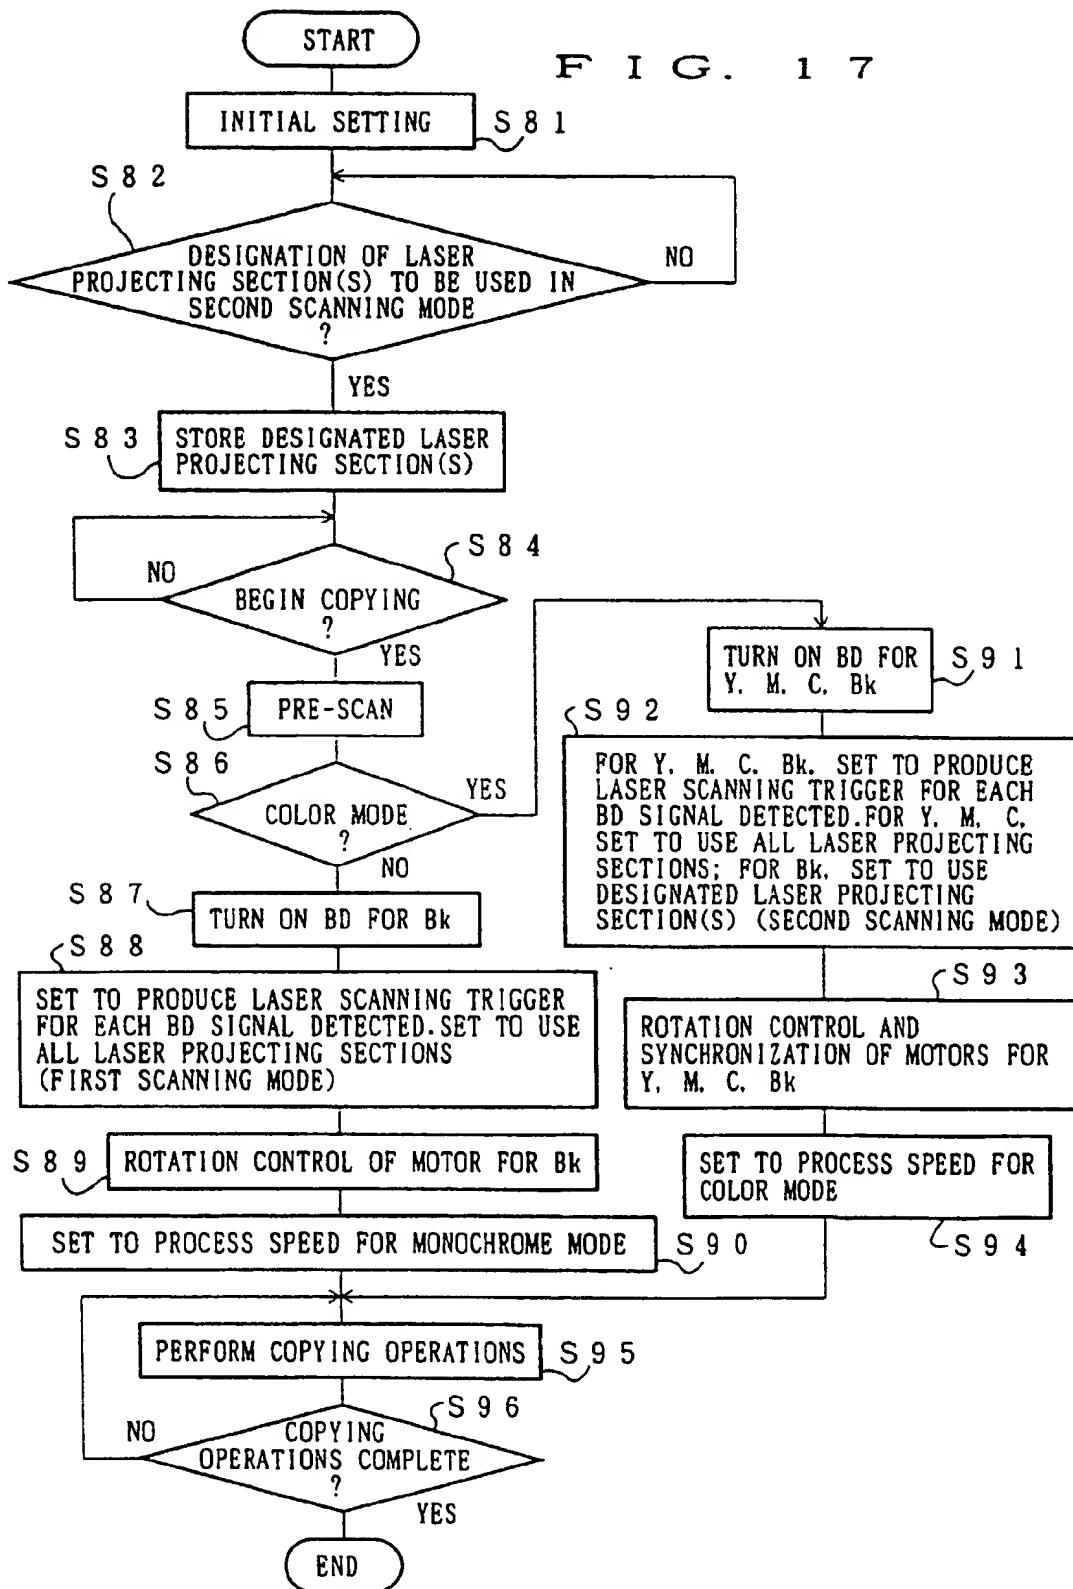 START
F I G. 1 7
INITIAL SETTING
S 8 1
S 8 2
DESIGNATION OF LASER
PROJECTING SECTION(S) TO BE USED IN
SECOND SCANNING MODE
?
NO
YES
S 8 3
STORE DESIGNATED LASER
PROJECTING SECTION(S)
S 8 4
NO
BEGIN COPYING
?
YES
S 8 5
PRE-SCAN
S 8 6
COLOR MODE
?
YES
NO
S 8 7
TURN ON BD FOR Bk
S 8 8
SET TO PRODUCE LASER SCANNING TRIGGER
FOR EACH BD SIGNAL DETECTED.SET TO USE
ALL LASER PROJECTING SECTIONS
(FIRST SCANNING MODE)
S 8 9
ROTATION CONTROL OF MOTOR FOR Bk
SET TO PROCESS SPEED FOR MONOCHROME MODE
S 9 0
TURN ON BD FOR
Y. M. C. Bk
S 9 1
S 9 2
FOR Y. M. C. Bk. SET TO PRODUCE
LASER SCANNING TRIGGER FOR EACH
BD SIGNAL DETECTED.FOR Y. M. C.
SET TO USE ALL LASER PROJECTING
SECTIONS; FOR Bk. SET TO USE
DESIGNATED LASER PROJECTING
SECTION(S) (SECOND SCANNING MODE)
S 9 3
ROTATION CONTROL AND
SYNCHRONIZATION OF MOTORS FOR
Y. M. C. Bk
SET TO PROCESS SPEED FOR
COLOR MODE
S 9 4
PERFORM COPYING OPERATIONS
S 9 5
S 9 6
NO
COPYING
OPERATIONS COMPLETE
?
YES
END